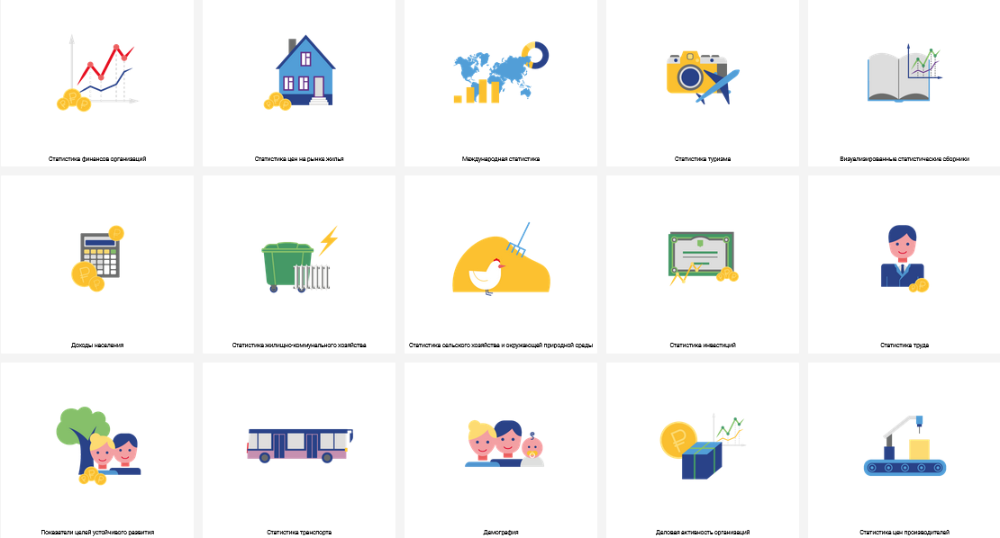 Статистика финансов организаций
Статистика цен на рынке жилья
Международная статистика
Статистика туризма
Визуализированные статистические сборники
Доходы населения
Статистика жилищно-коммунального хозяйства
Статистика сельского хозяйства и окружающей природной среды
Статистика инвестиций
Статистика труда
Показатели целей устойчивого развития
Статистика транспорта
Демография
Деловая активность организаций
Статистика цен производителей